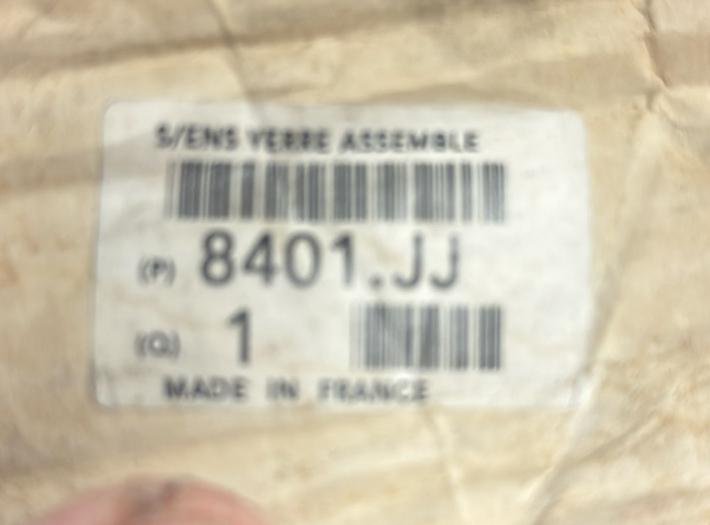 S/ENS VERRE ASSEMBLE
(P) 8401.JJ
(Q) 1
MADE IN FRANCE